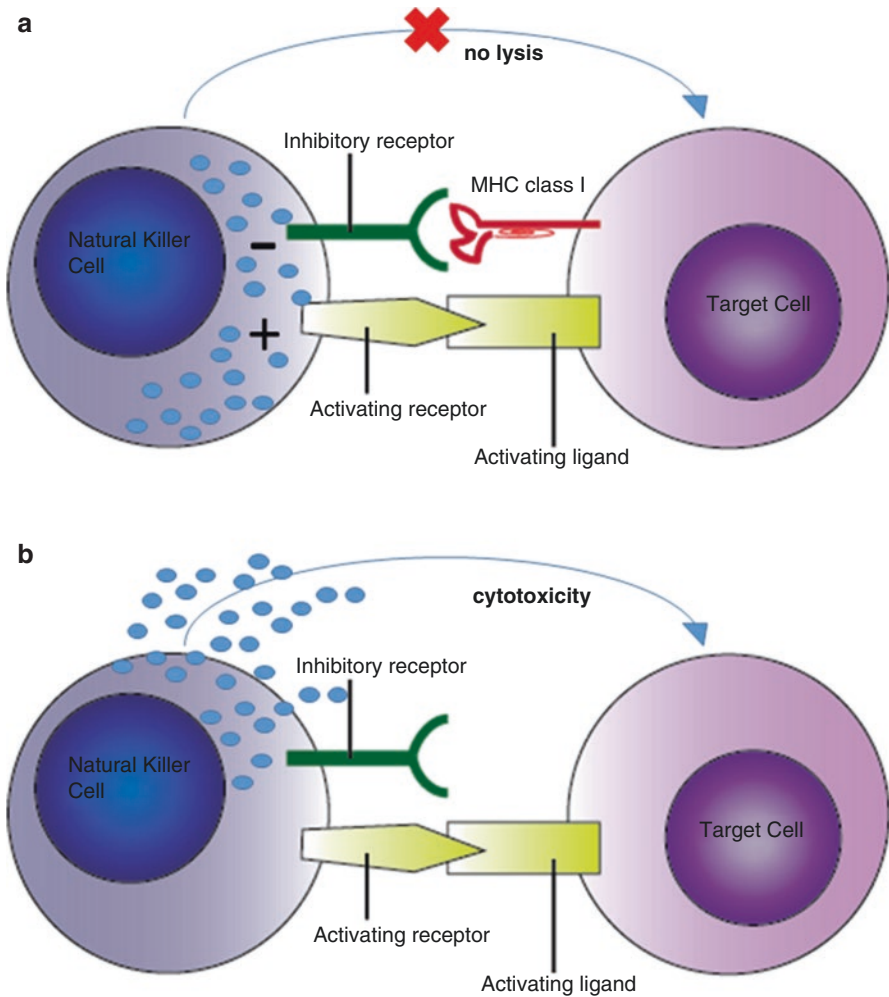 a
no lysis
Inhibitory receptor
MHC class I
Natural Killer
Cell
−
+
Target Cell
Activating receptor
Activating ligand
b
cytotoxicity
Inhibitory receptor
Natural Killer
Cell
Target Cell
Activating receptor
Activating ligand